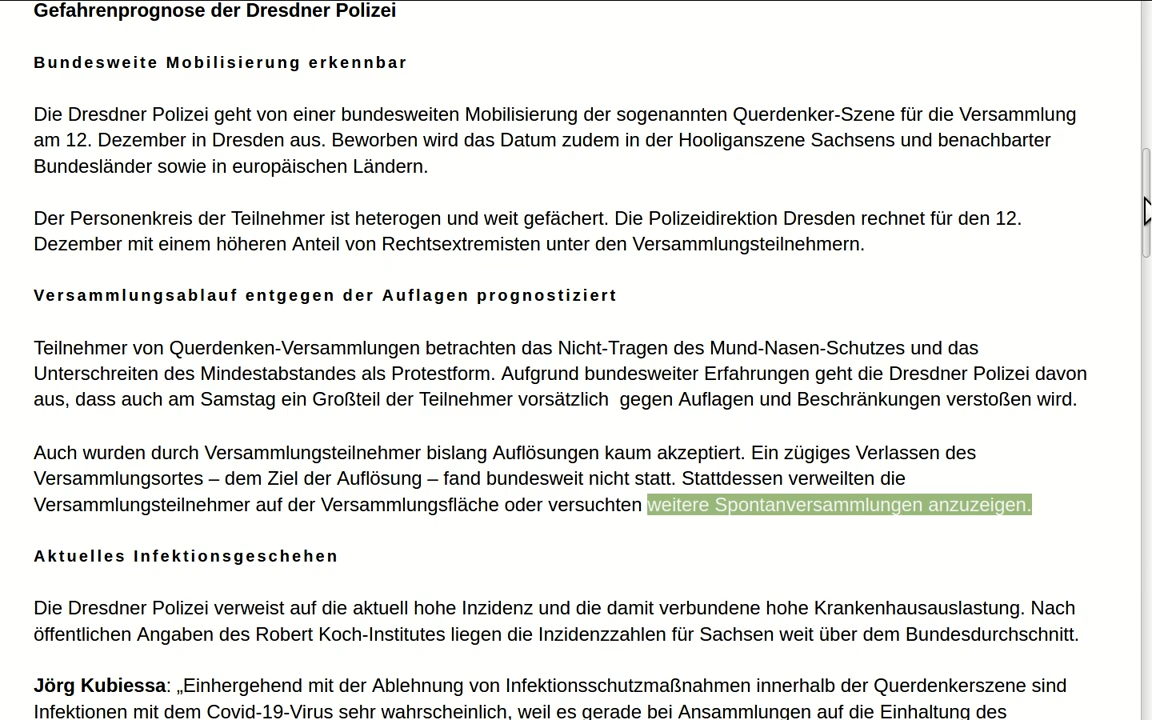 Gefahrenprognose der Dresdner Polizei
Bundesweite Mobilisierung erkennbar
Die Dresdner Polizei geht von einer bundesweiten Mobilisierung der sogenannten Querdenker-Szene für die Versammlung
am 12. Dezember in Dresden aus. Beworben wird das Datum zudem in der Hooliganszene Sachsens und benachbarter
Bundesländer sowie in europäischen Ländern.
Der Personenkreis der Teilnehmer ist heterogen und weit gefächert. Die Polizeidirektion Dresden rechnet für den 12.
Dezember mit einem höheren Anteil von Rechtsextremisten unter den Versammlungsteilnehmern.
Versammlungsablauf entgegen der Auflagen prognostiziert
Teilnehmer von Querdenken-Versammlungen betrachten das Nicht-Tragen des Mund-Nasen-Schutzes und das
Unterschreiten des Mindestabstandes als Protestform. Aufgrund bundesweiter Erfahrungen geht die Dresdner Polizei davon
aus, dass auch am Samstag ein Großteil der Teilnehmer vorsätzlich  gegen Auflagen und Beschränkungen verstoßen wird.
Auch wurden durch Versammlungsteilnehmer bislang Auflösungen kaum akzeptiert. Ein zügiges Verlassen des
Versammlungsortes – dem Ziel der Auflösung – fand bundesweit nicht statt. Stattdessen verweilten die
Versammlungsteilnehmer auf der Versammlungsfläche oder versuchten weitere Spontanversammlungen anzuzeigen.
Aktuelles Infektionsgeschehen
Die Dresdner Polizei verweist auf die aktuell hohe Inzidenz und die damit verbundene hohe Krankenhausauslastung. Nach
öffentlichen Angaben des Robert Koch-Institutes liegen die Inzidenzzahlen für Sachsen weit über dem Bundesdurchschnitt.
Jörg Kubiessa: „Einhergehend mit der Ablehnung von Infektionsschutzmaßnahmen innerhalb der Querdenkerszene sind
Infektionen mit dem Covid-19-Virus sehr wahrscheinlich, weil es gerade bei Ansammlungen auf die Einhaltung des